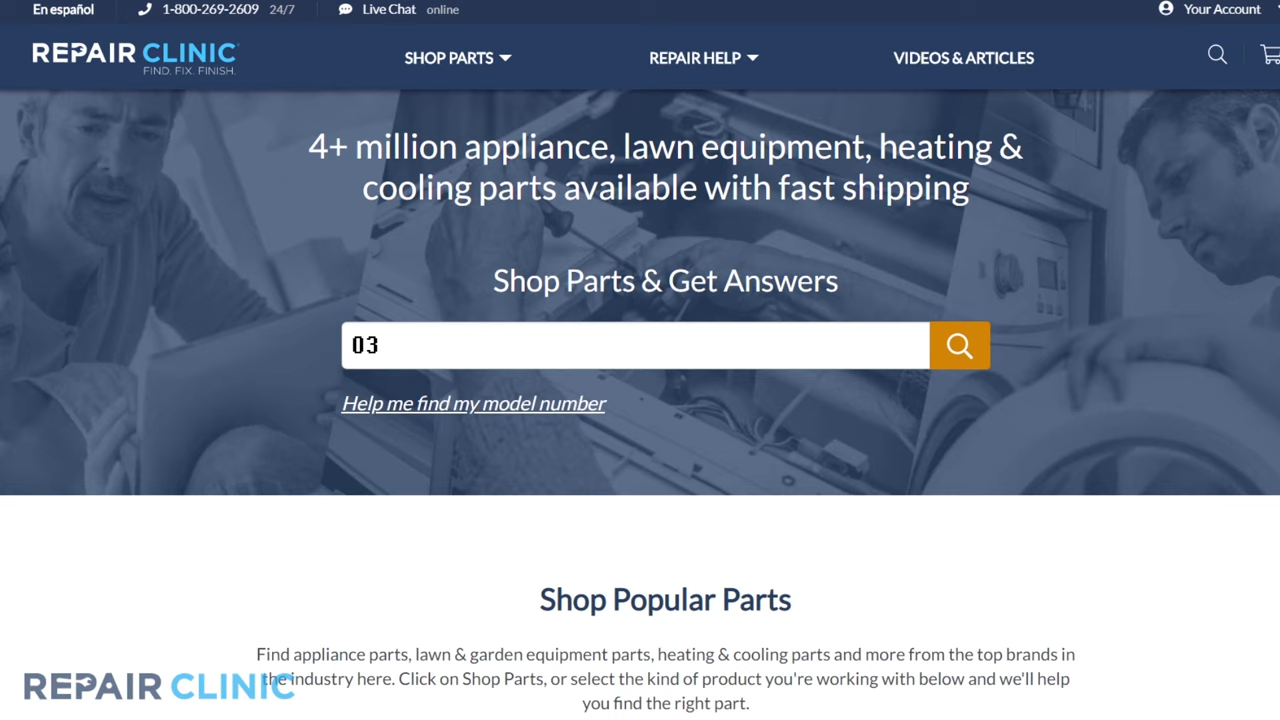 En español
1-800-269-2609 24/7
Live Chat online
Your Account
REPAIR CLINIC
FIND. FIX. FINISH.
SHOP PARTS
REPAIR HELP
VIDEOS & ARTICLES
4+ million appliance, lawn equipment, heating &
cooling parts available with fast shipping
Shop Parts & Get Answers
03
Help me find my model number
Shop Popular Parts
Find appliance parts, lawn & garden equipment parts, heating & cooling parts and more from the top brands in
the industry here. Click on Shop Parts, or select the kind of product you're working with below and we'll help
you find the right part.
REPAIR CLINIC